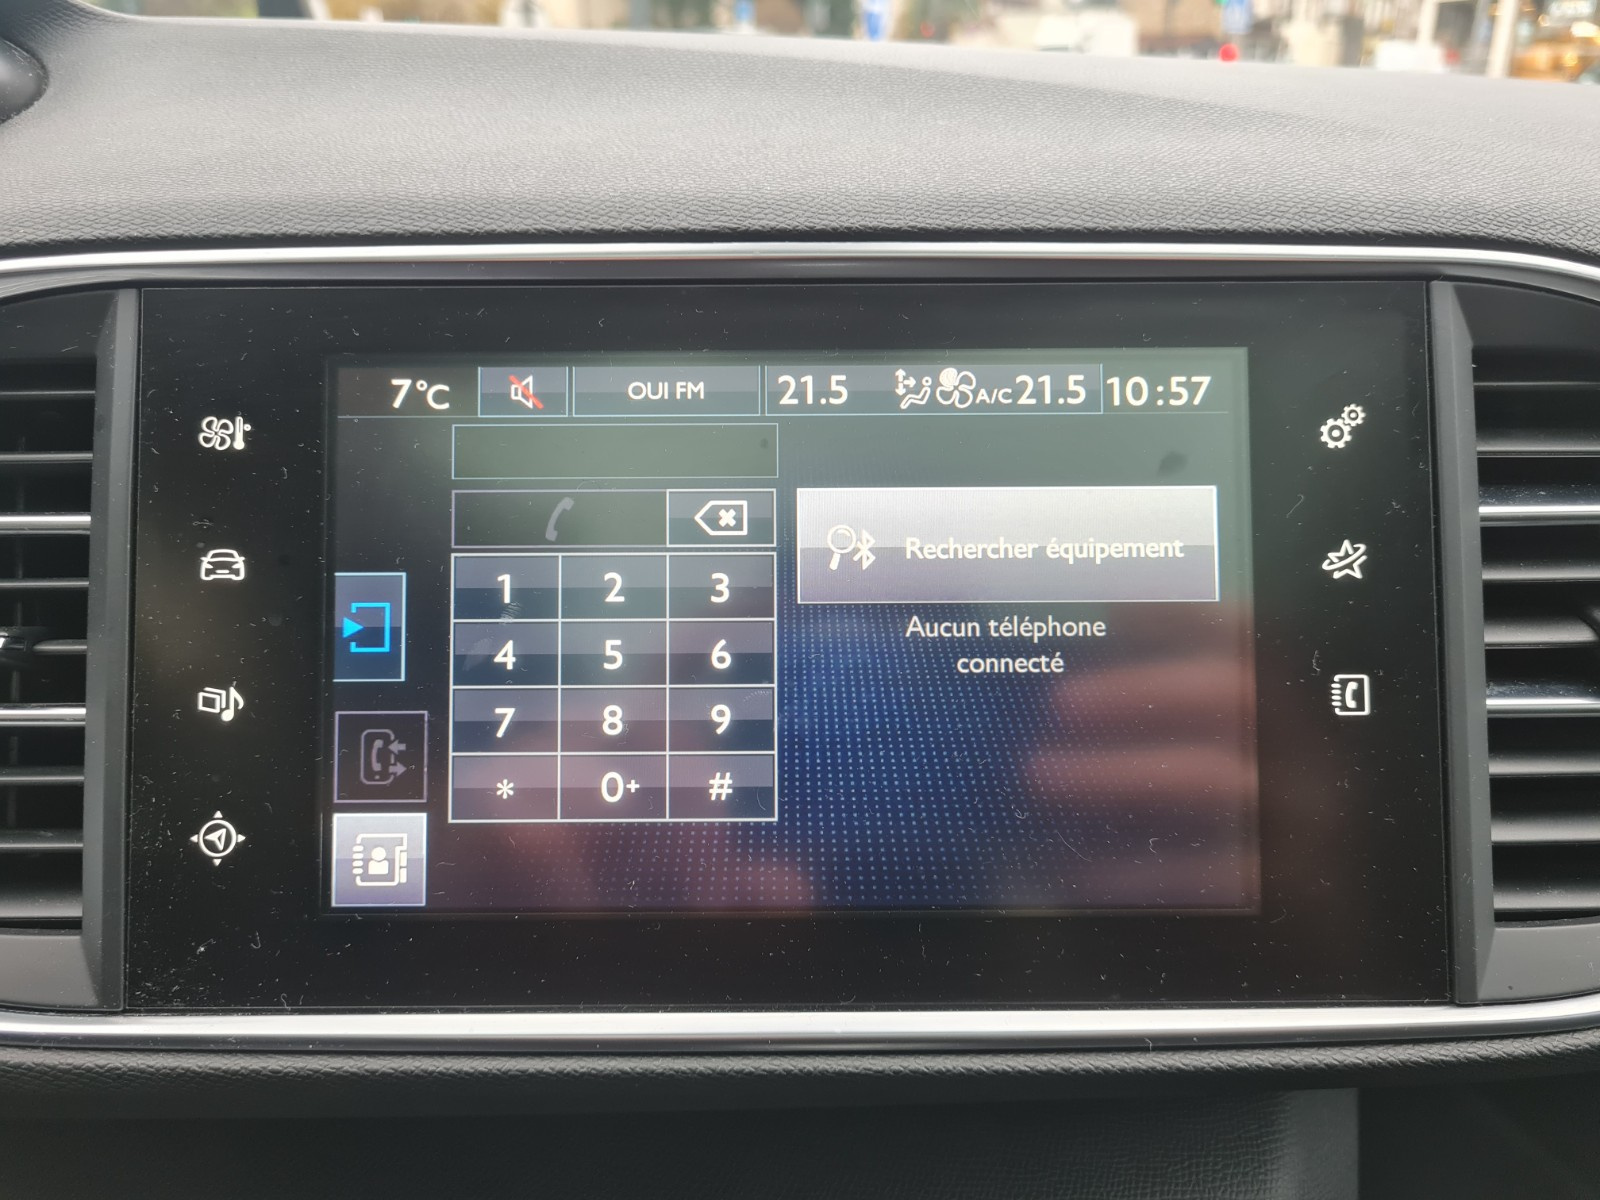 7°C OUI FM 21.5 A/C 21.5 10:57
Rechercher équipement
Aucun téléphone
connecté
1 2 3
4 5 6
7 8 9
* 0+ #